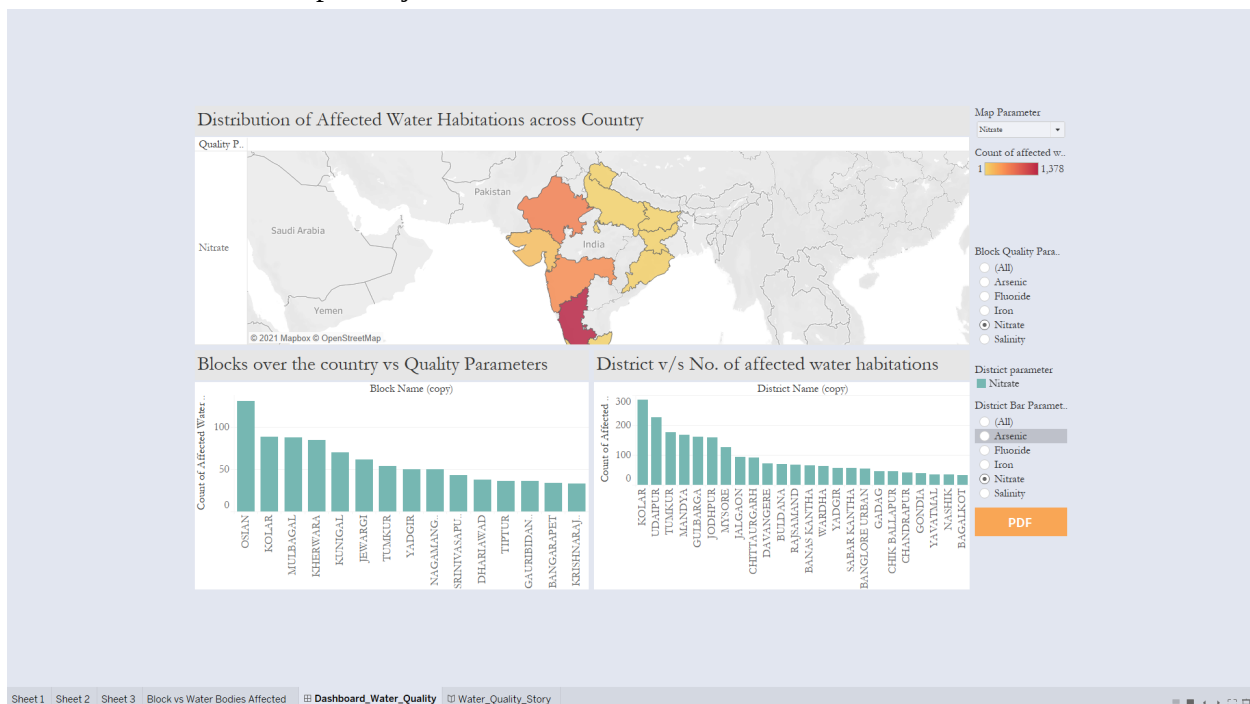 Distribution of Affected Water Habitations across Country
Quality P..
Nitrate
Pakistan
Saudi Arabia
India
Yemen
© 2021 Mapbox © OpenStreetMap
Map Parameter
Nitrate
Count of affected w..
1 1,378
Block Quality Para..
(All)
Arsenic
Fluoride
Iron
Nitrate
Salinity
Blocks over the country vs Quality Parameters
Block Name (copy)
Count of Affected Water ..
100
50
0
OSIAN
KOLAR
MULBAGAL
KHERWARA
KUNIGAL
JEWARGI
TUMKUR
YADGIR
NAGAMANG..
SRINIVASAPU..
DHARIAWAD
TIPTUR
GAURIBIDAN..
BANGARAPET
KRISHNARAJ..
District v/s No. of affected water habitations
District Name (copy)
Count of Affected ..
300
200
100
0
KOLAR
UDAIPUR
TUMKUR
MANDYA
GULBARGA
JODHPUR
MYSORE
JALGAON
CHITTAURGARH
DAVANGERE
BULDANA
RAJSAMAND
BANAS KANTHA
WARDHA
YADGIR
SABAR KANTHA
BANGLORE URBAN
GADAG
CHIK BALLAPUR
CHANDRAPUR
GONDIA
YAVATMAL
NASHIK
BAGALKOT
District parameter
Nitrate
District Bar Paramet..
(All)
Arsenic
Fluoride
Iron
Nitrate
Salinity
PDF
Sheet 1 Sheet 2 Sheet 3 Block vs Water Bodies Affected Dashboard_Water_Quality Water_Quality_Story